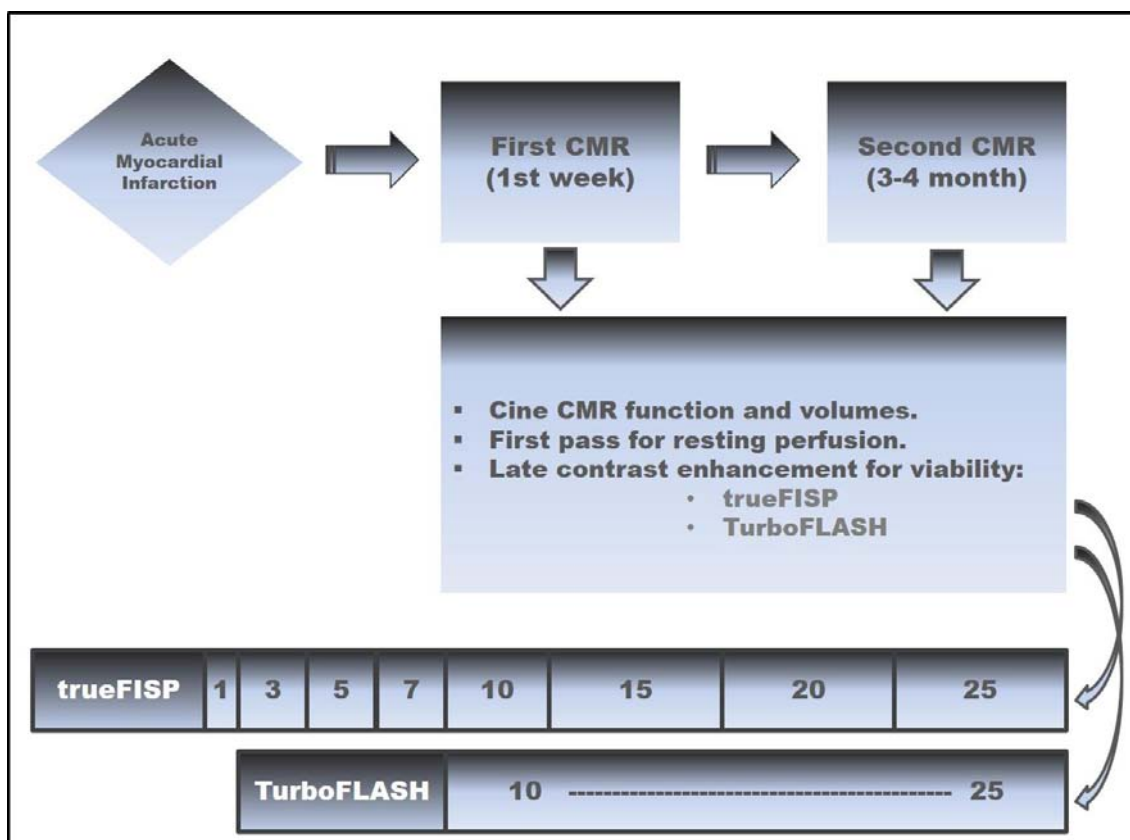 Acute
Myocardial
Infarction
First CMR
(1st week)
Second CMR
(3-4 month)
▪ Cine CMR function and volumes.
▪ First pass for resting perfusion.
▪ Late contrast enhancement for viability:
• trueFISP
• TurboFLASH
trueFISP 1 3 5 7 10 15 20 25
TurboFLASH 10 -------------------------------------------- 25